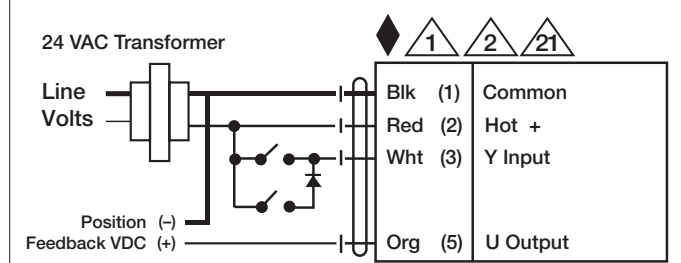 24 VAC Transformer
1 2 21
Line
Volts
Blk (1) Common
Red (2) Hot +
Wht (3) Y Input
Position (–)
Feedback VDC (+)
Org (5) U Output